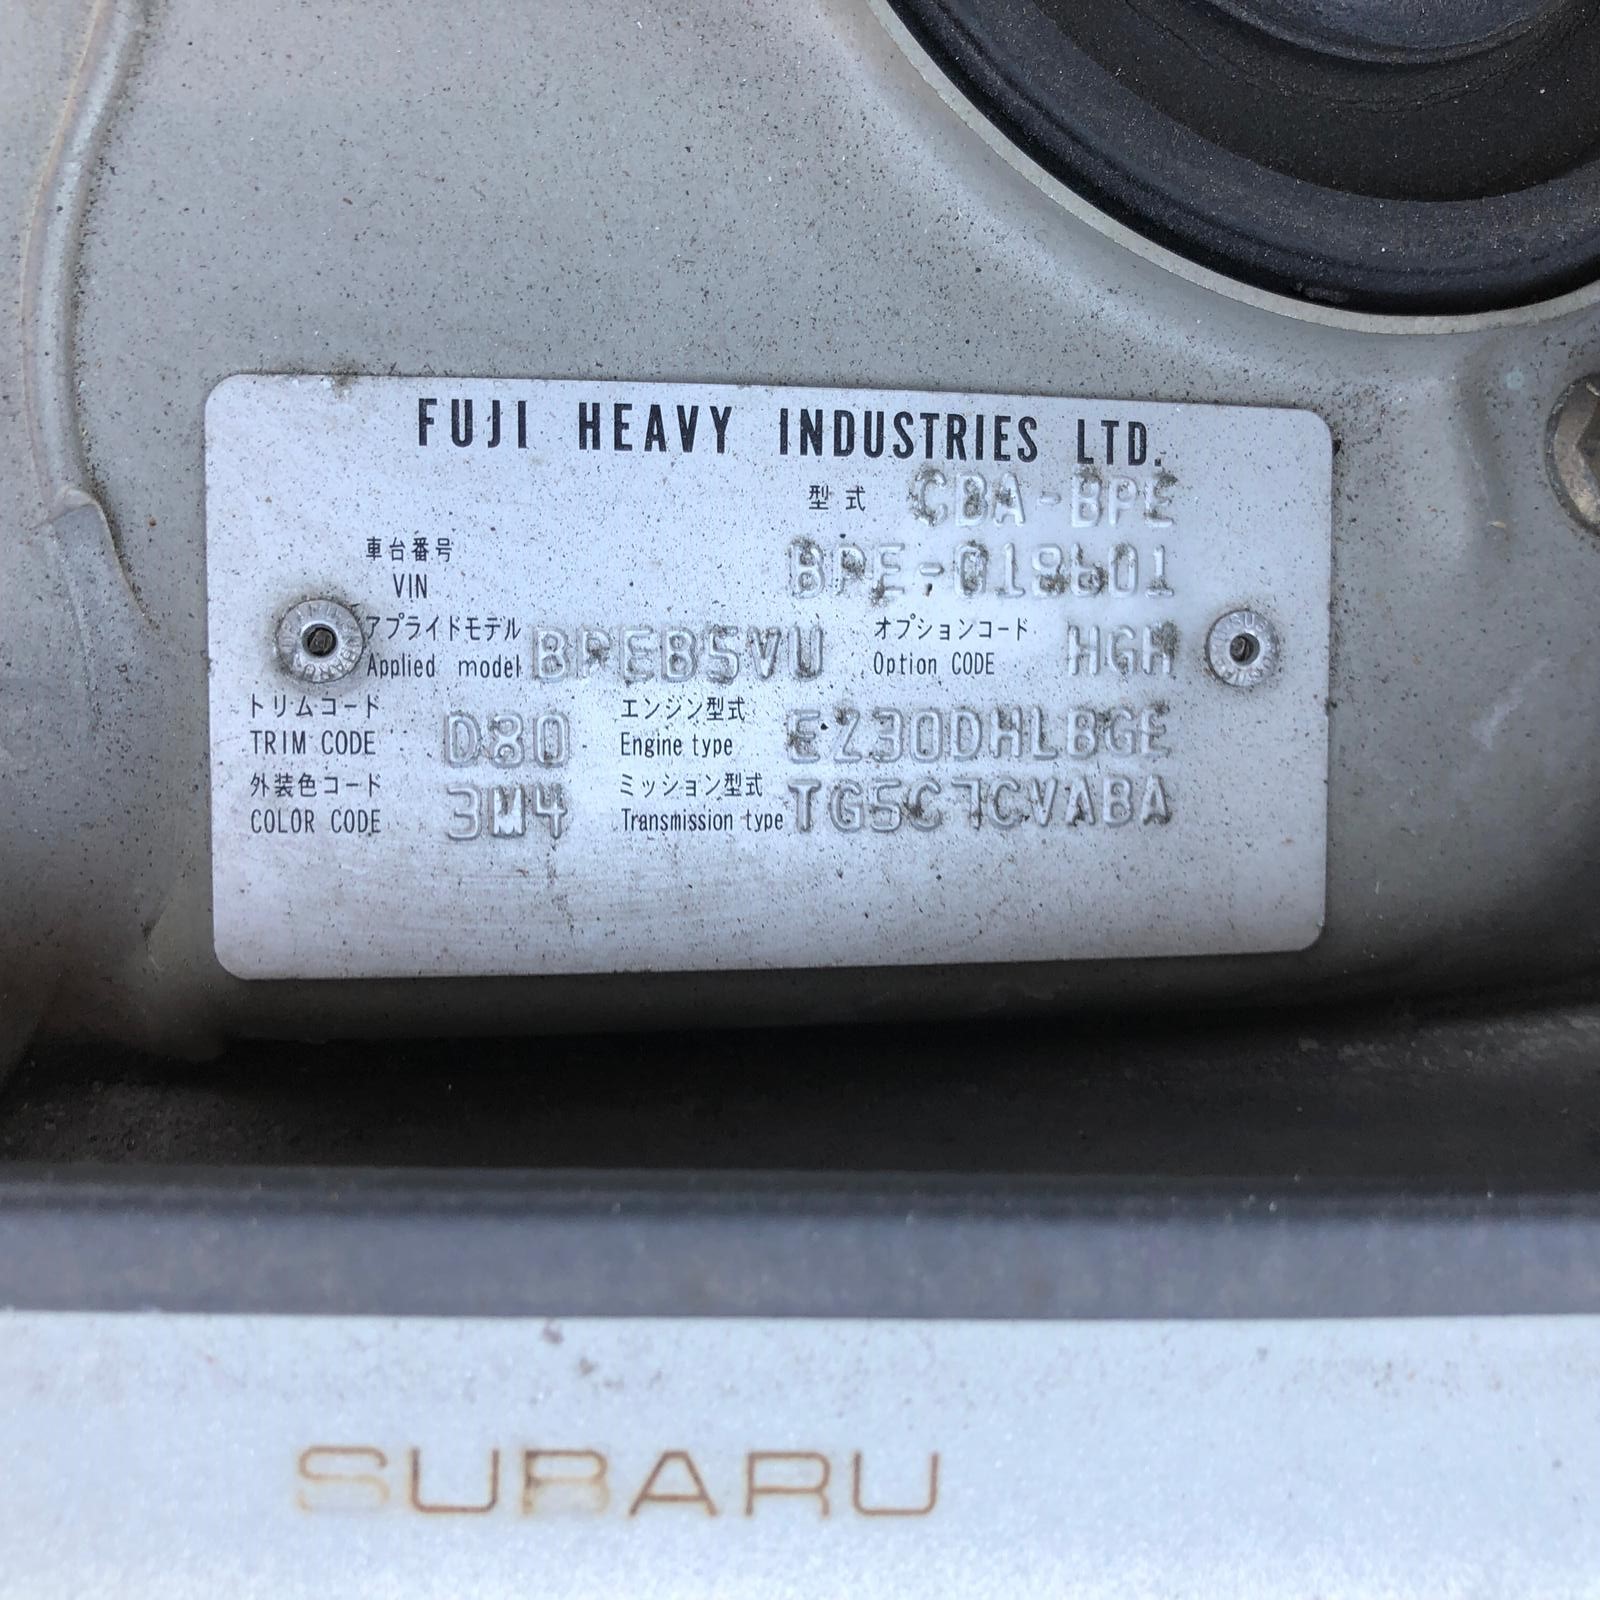 FUJI HEAVY INDUSTRIES LTD.
型式 CBA-BPE
車台番号
VIN BPE-018601
アプライドモデル オプションコード
Applied model BPEB5VU Option CODE HGH
トリムコード エンジン型式
TRIM CODE D80 Engine type EZ30DHLBGE
外装色コード ミッション型式
COLOR CODE 3M4 Transmission type TG5C7CVABA
SUBARU